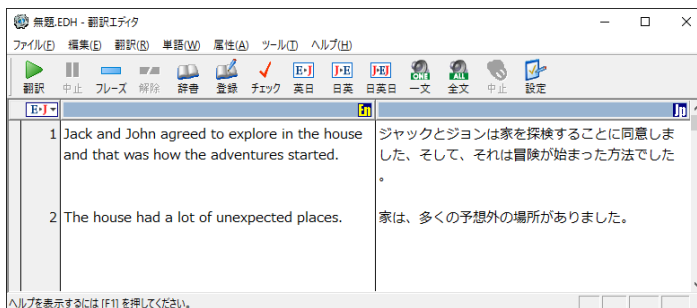 無題.EDH - 翻訳エディタ
ファイル(F) 編集(E) 翻訳(R) 単語(W) 属性(A) ツール(T) ヘルプ(H)
E・J J・E J・EJ ONE ALL
翻訳 中止 フレーズ 解除 辞書 登録 チェック 英日 日英 日英日 一文 全文 中止 設定
E・J En Jp
1 Jack and John agreed to explore in the house ジャックとジョンは家を探検することに同意しま
and that was how the adventures started. した、そして、それは冒険が始まった方法でした
。
2 The house had a lot of unexpected places. 家は、多くの予想外の場所がありました。
ヘルプを表示するには [F1] を押してください。